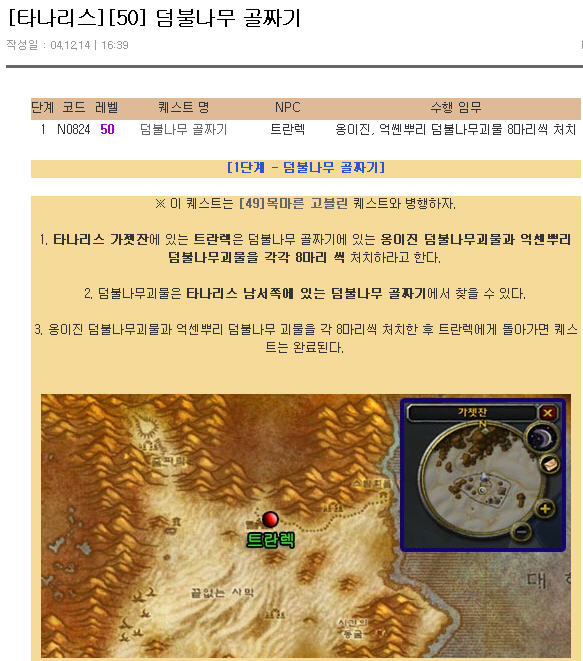 [타나리스][50] 덤불나무 골짜기
작성일 : 04.12.14 | 16:39
단계 코드 레벨 퀘스트 명 NPC 수행 임무
1 N0824 50 덤불나무 골짜기 트란렉 옹이진, 억쎈뿌리 덤불나무괴물 8마리씩 처치
[1단계 - 덤불나무 골짜기]
※ 이 퀘스트는 [49]목마른 고블린 퀘스트와 병행하자.
1. 타나리스 가젯잔에 있는 트란렉은 덤불나무 골짜기에 있는 옹이진 덤불나무괴물과 억센뿌리
덤불나무괴물을 각각 8마리 씩 처치하라고 한다.
2. 덤불나무괴물은 타나리스 남서쪽에 있는 덤불나무 골짜기에서 찾을 수 있다.
3. 옹이진 덤불나무괴물과 억센뿌리 덤불나무 괴물을 각 8마리씩 처치한 후 트란렉에게 돌아가면 퀘스
트는 완료된다.
가젯잔
N
트란렉
끝없는 사막
대
시간의
동굴